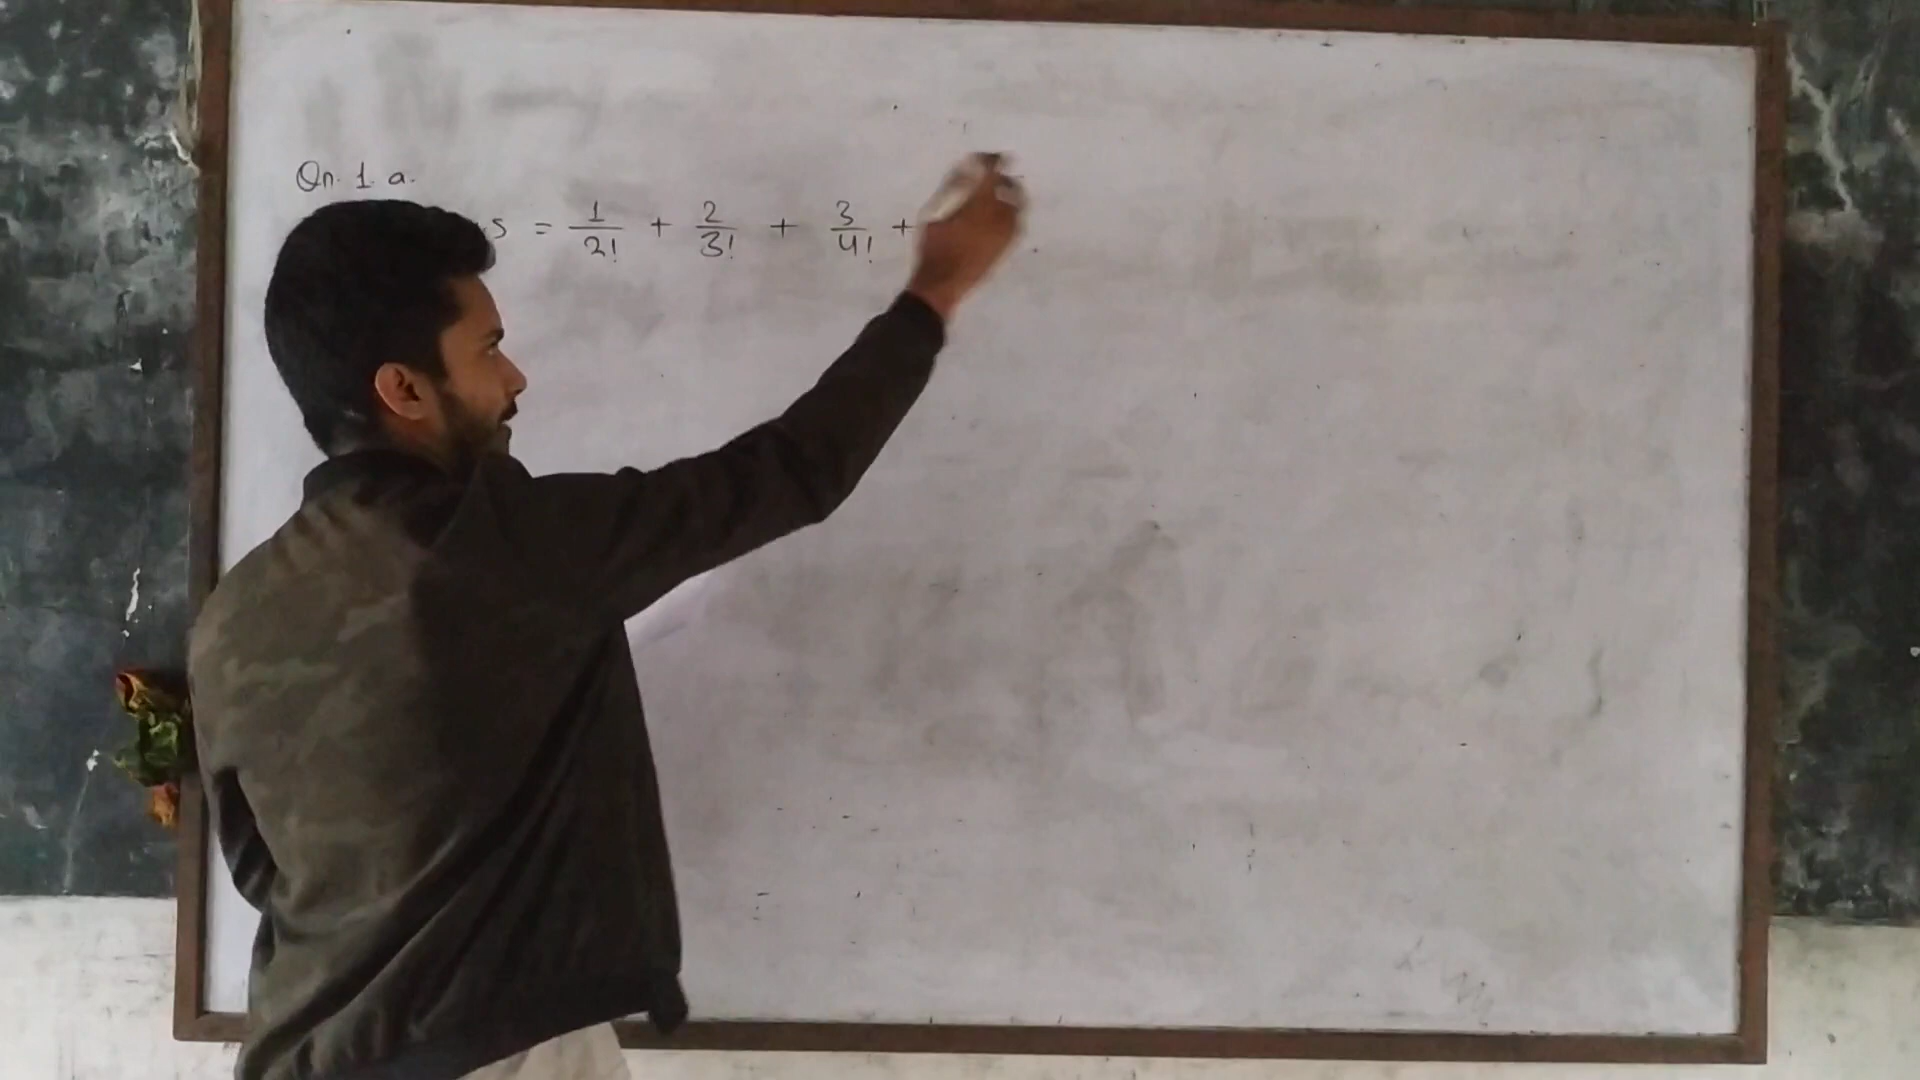 Qn. 1. a.
s = 1/2! + 2/3! + 3/4! +